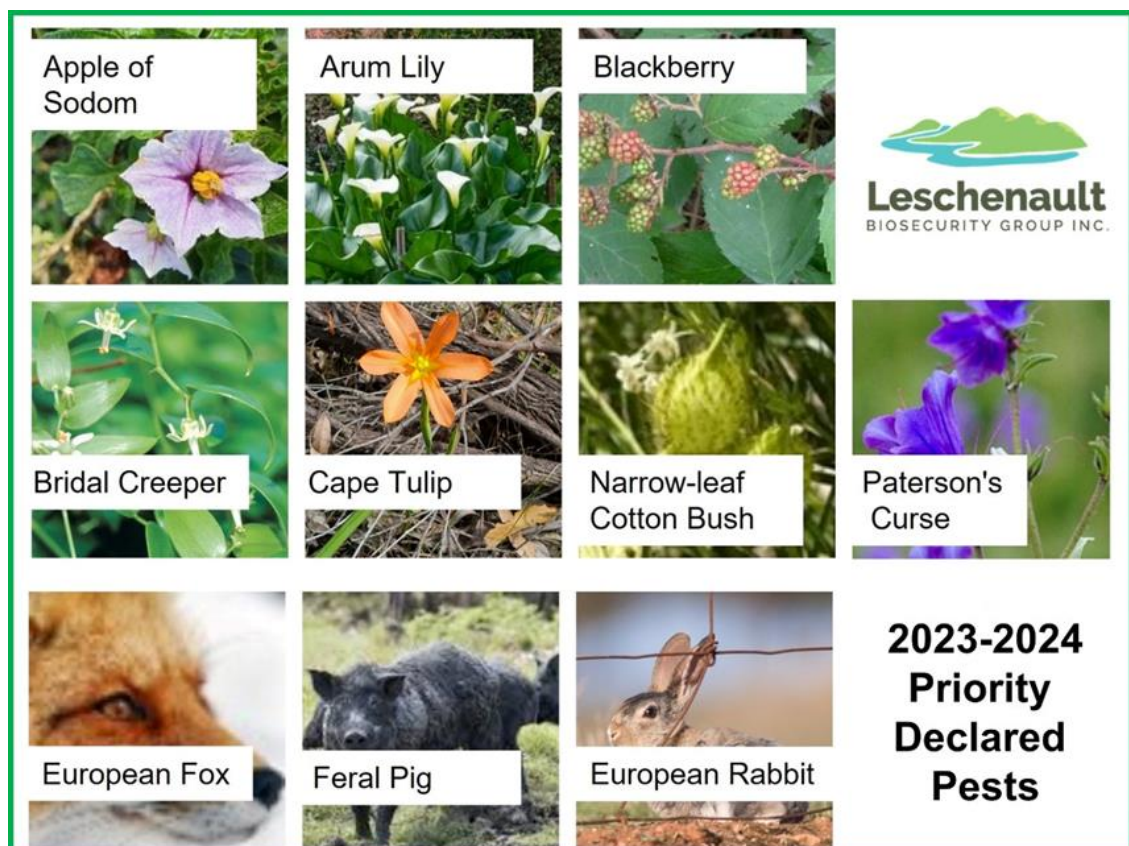 Apple of
Sodom
Arum Lily
Blackberry
Leschenault
BIOSECURITY GROUP INC.
Bridal Creeper
Cape Tulip
Narrow-leaf
Cotton Bush
Paterson's
Curse
European Fox
Feral Pig
European Rabbit
2023-2024
Priority
Declared
Pests